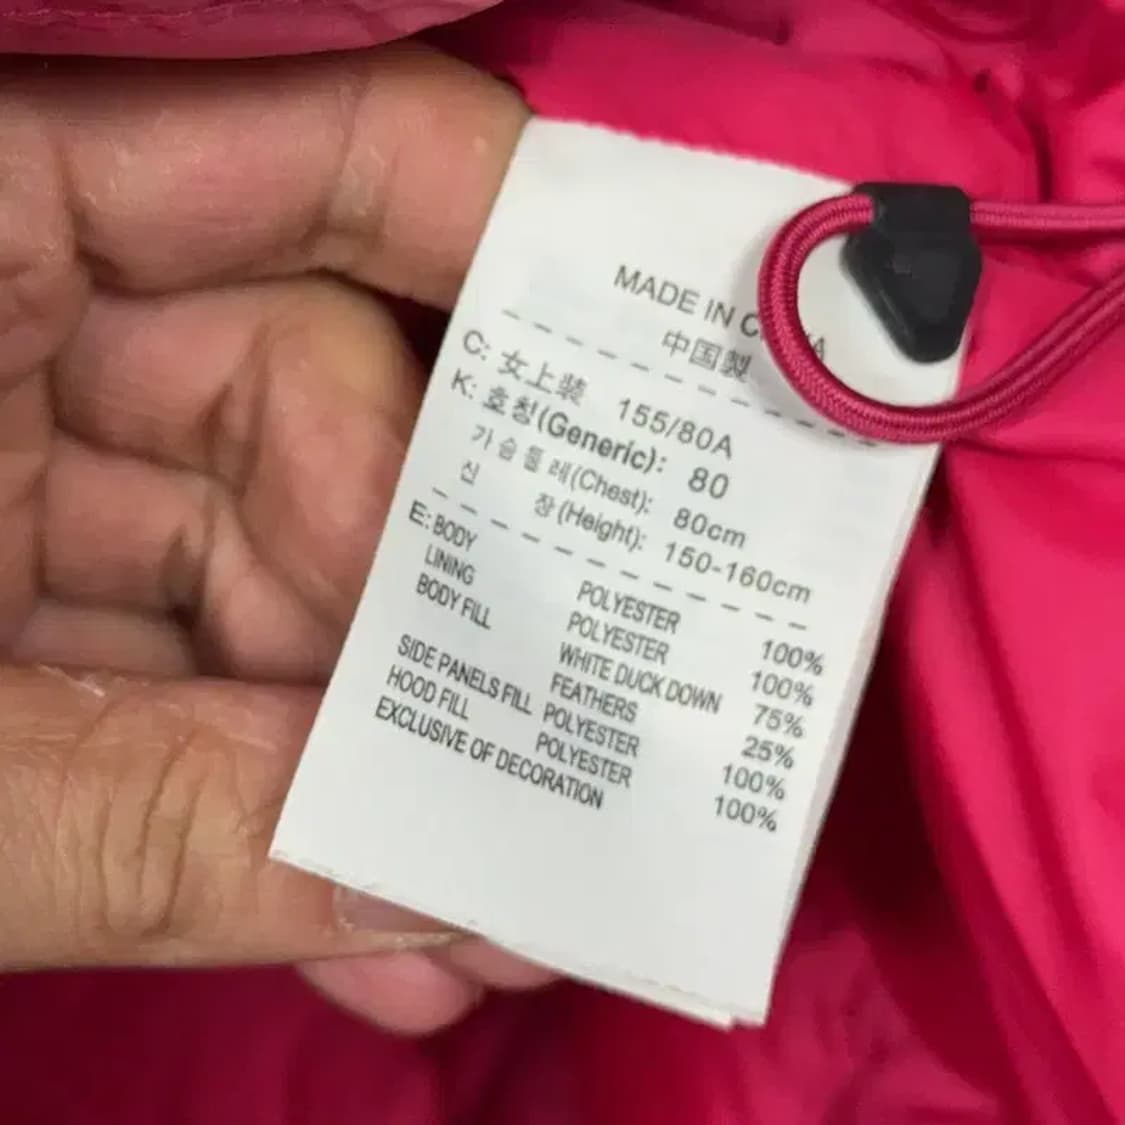 MADE IN C
中国製
C: 女上装 155/80A
K: 호칭(Generic): 80
가슴둘레(Chest): 80cm
신 장(Height): 150-160cm
E: BODY POLYESTER 100%
LINING POLYESTER 100%
BODY FILL WHITE DUCK DOWN 75%
FEATHERS 25%
SIDE PANELS FILL POLYESTER 100%
HOOD FILL POLYESTER 100%
EXCLUSIVE OF DECORATION